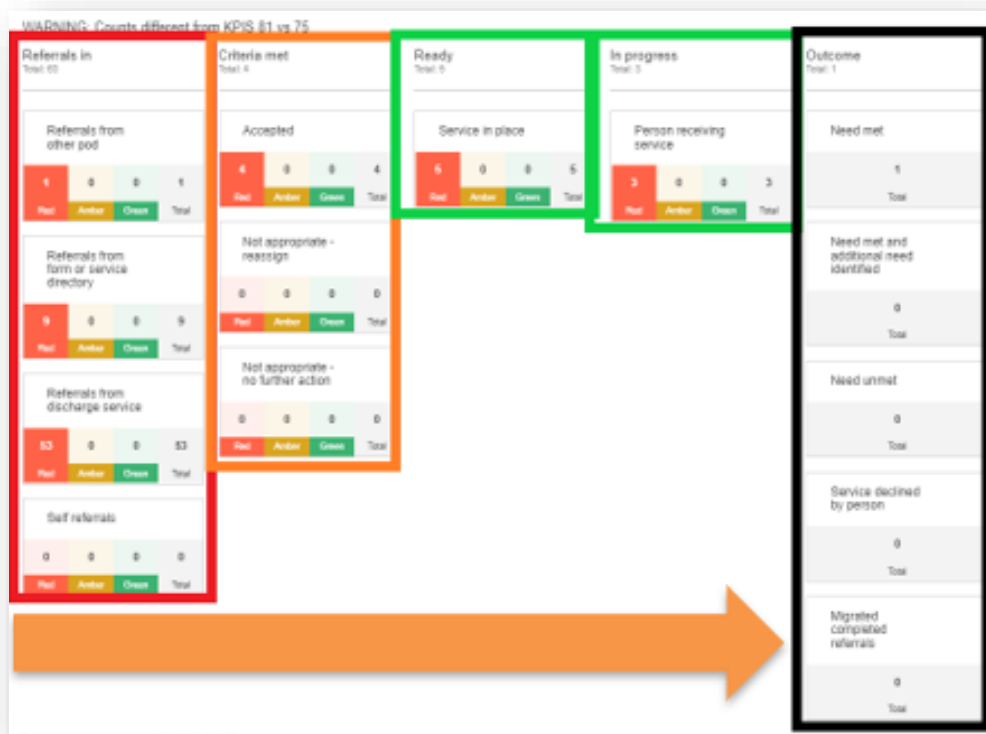 WARNING: Counts different from KPIS 81 vs 75
Referrals in
Total: 63
Referrals from
other pod
1 0 0 1
Red Amber Green Total
Referrals from
form or service
directory
9 0 0 9
Red Amber Green Total
Referrals from
discharge service
53 0 0 53
Red Amber Green Total
Self referrals
0 0 0 0
Red Amber Green Total
Criteria met
Total: 4
Accepted
4 0 0 4
Red Amber Green Total
Not appropriate -
reassign
0 0 0 0
Red Amber Green Total
Not appropriate -
no further action
0 0 0 0
Red Amber Green Total
Ready
Total: 5
Service in place
5 0 0 5
Red Amber Green Total
In progress
Total: 3
Person receiving
service
3 0 0 3
Red Amber Green Total
Outcome
Total: 1
Need met
1
Total
Need met and
additional need
identified
0
Total
Need unmet
0
Total
Service declined
by person
0
Total
Migrated
completed
referrals
0
Total